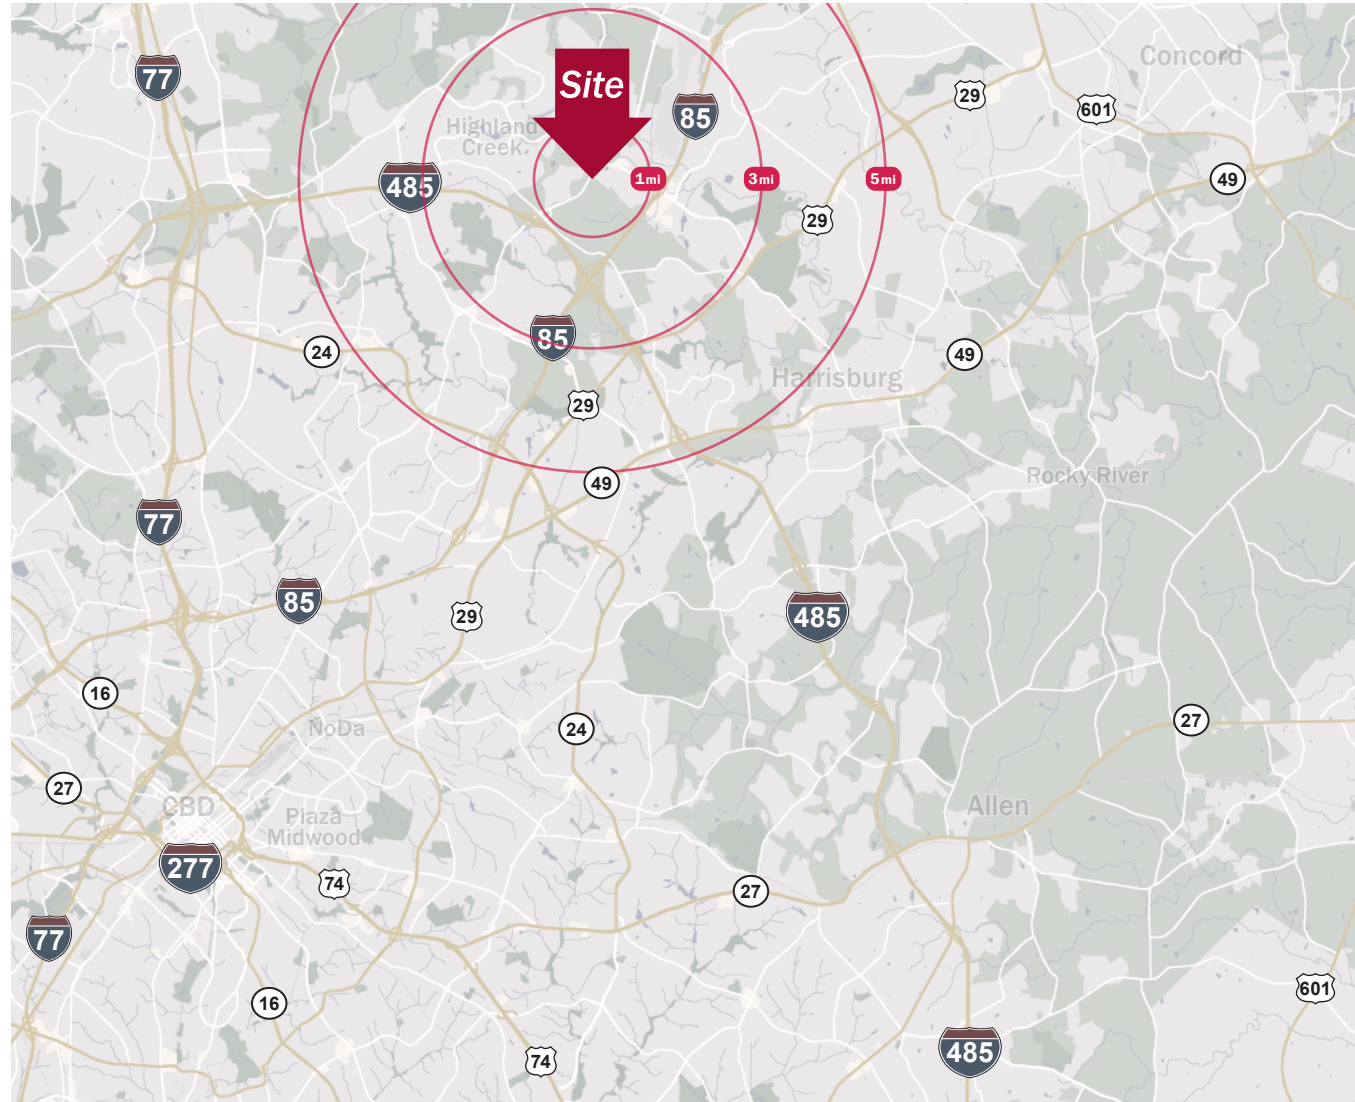 Concord
77
Site
29
601
85
Highland
Creek
485
1mi
3mi
5mi
49
29
85
24
49
Harrisburg
29
Rocky River
49
77
85
29
485
16
27
NoDa
24
27
CBD
Allen
Plaza
Midwood
277
74
27
77
601
16
485
74